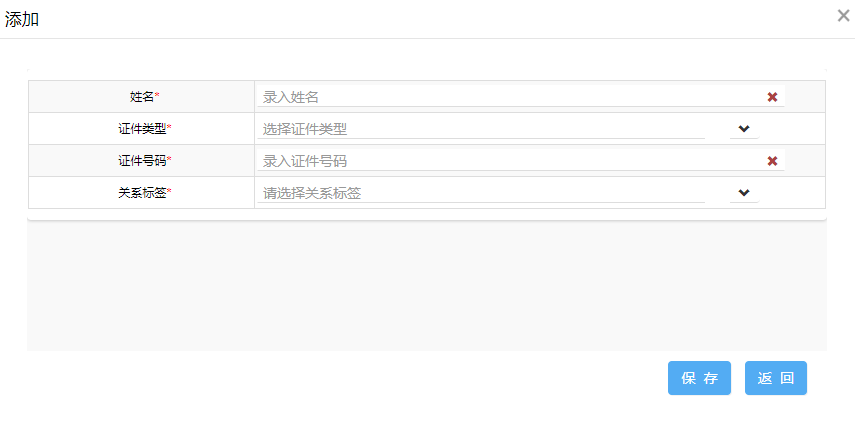 添加
姓名* 录入姓名
证件类型* 选择证件类型
证件号码* 录入证件号码
关系标签* 请选择关系标签
保 存 返 回